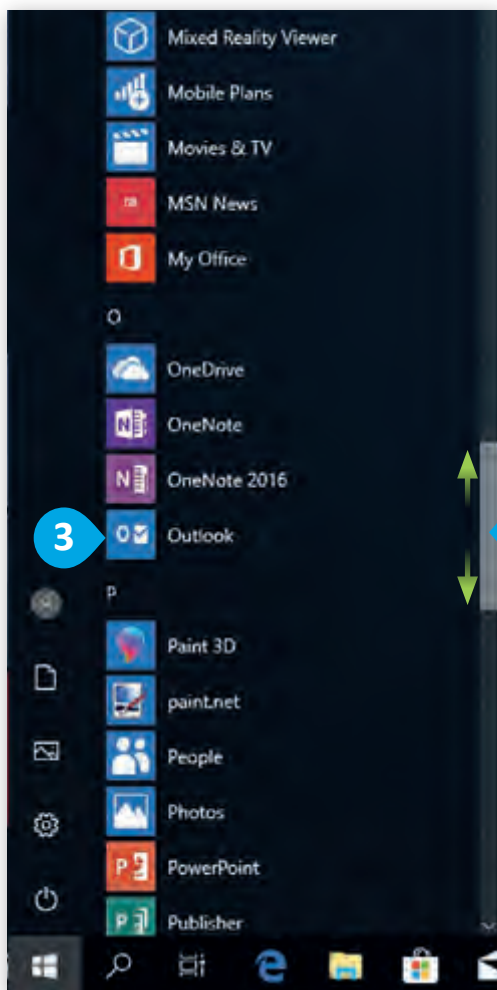 Mixed Reality Viewer
Mobile Plans
Movies & TV
MSN News
My Office
O
OneDrive
OneNote
OneNote 2016
3
Outlook
P
Paint 3D
paint.net
People
Photos
PowerPoint
Publisher